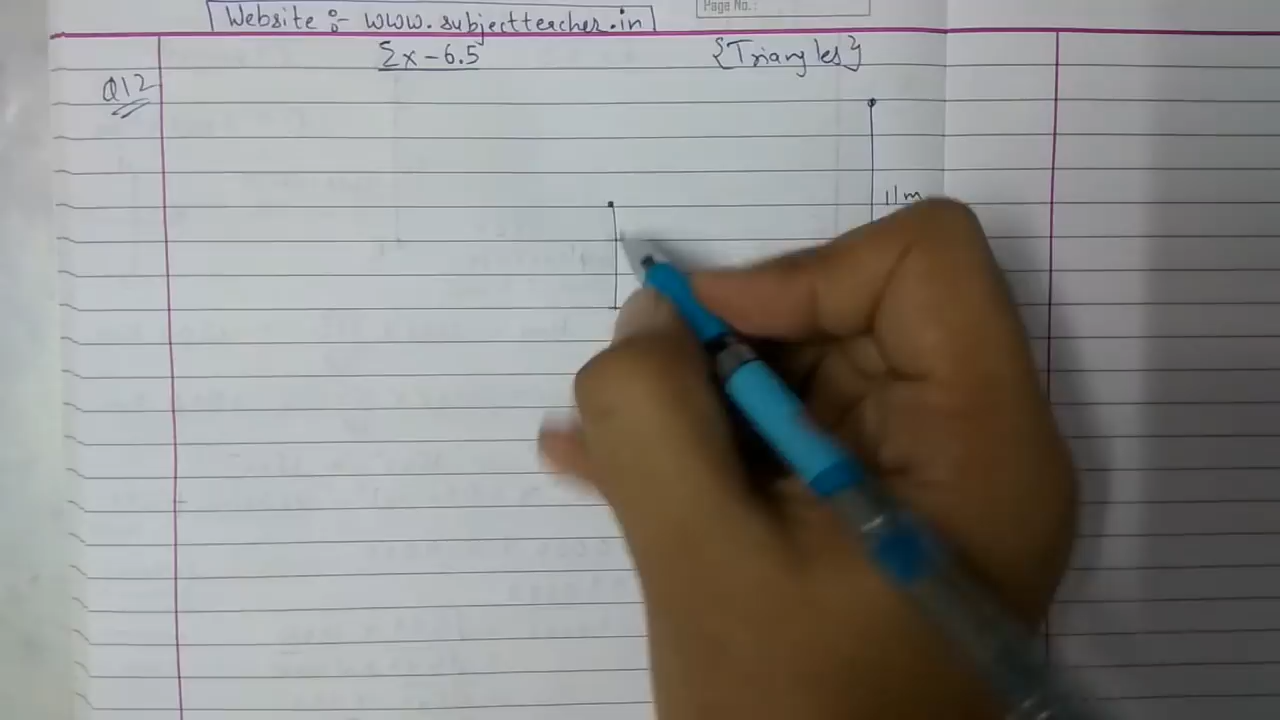 Page No.:
Website :- www.subjectteacher.in
Ex-6.5 {Triangles}
Q12
11m